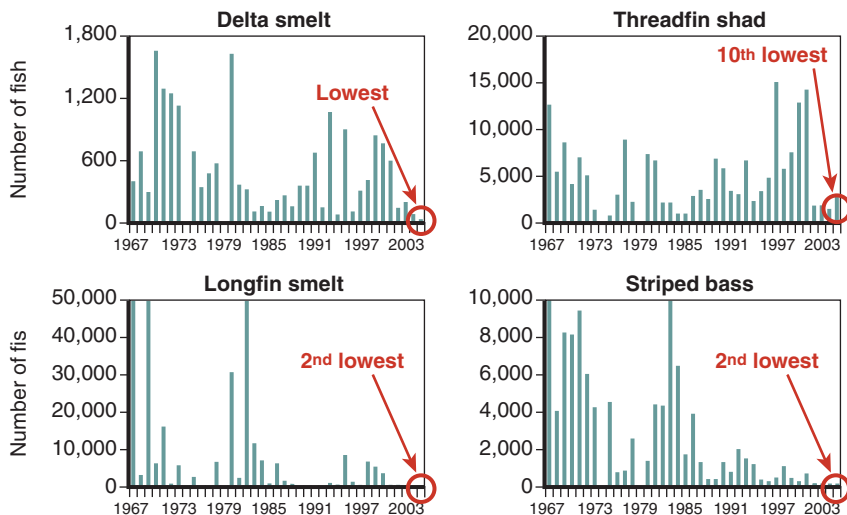 Delta smelt
Number of fish
1,800
1,200
600
0
Lowest
1967 1973 1979 1985 1991 1997 2003
Threadfin shad
20,000
15,000
10,000
5,000
0
10th lowest
1967 1973 1979 1985 1991 1997 2003
Longfin smelt
Number of fis
50,000
40,000
30,000
20,000
10,000
0
2nd lowest
1967 1973 1979 1985 1991 1997 2003
Striped bass
10,000
8,000
6,000
4,000
2,000
0
2nd lowest
1967 1973 1979 1985 1991 1997 2003